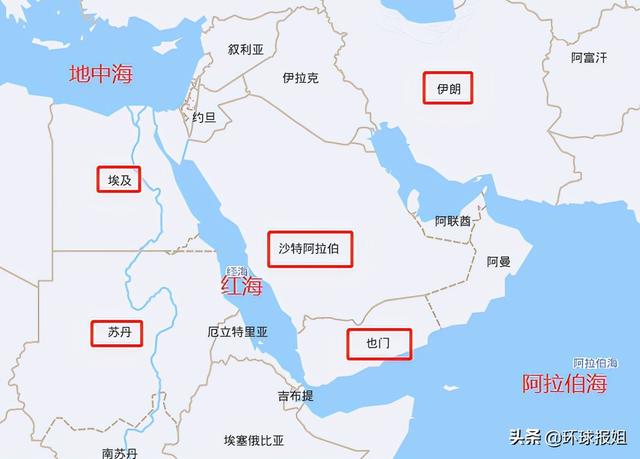 叙利亚
阿富汗
地中海
伊拉克
伊朗
约旦
埃及
阿联酋
沙特阿拉伯
阿曼
红海
红海
苏丹
厄立特里亚
也门
阿拉伯海
阿拉伯海
吉布提
埃塞俄比亚
南苏丹
头条 @环球报姐